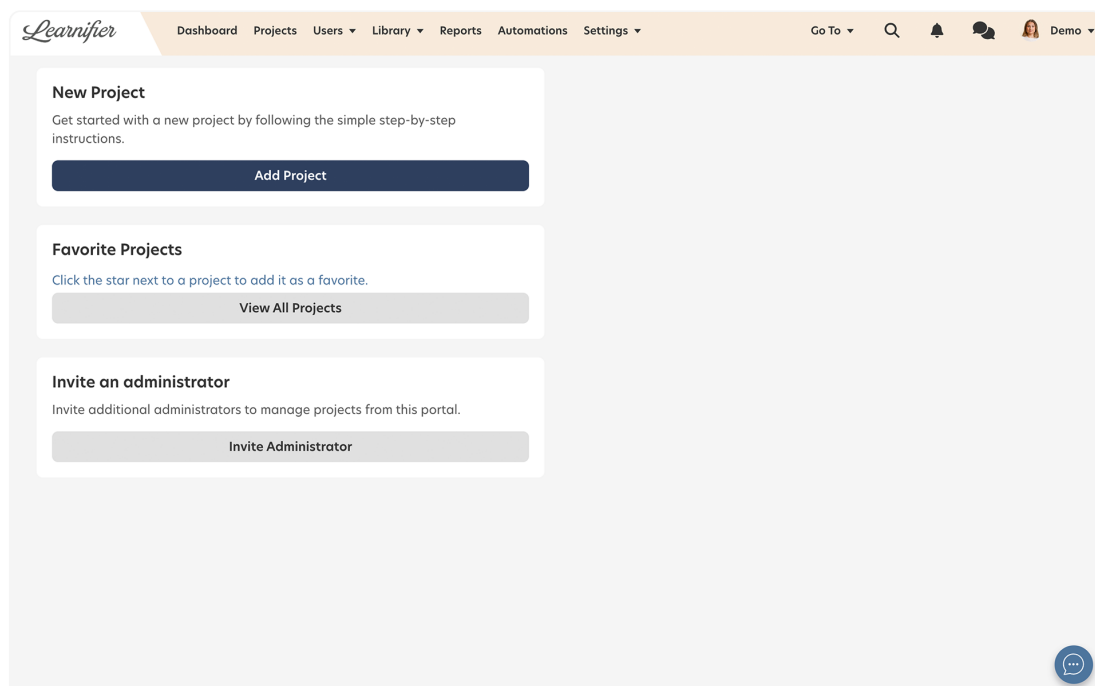 Learnifier
Dashboard Projects Users Library Reports Automations Settings Go To Demo
New Project
Get started with a new project by following the simple step-by-step
instructions.
Add Project
Favorite Projects
Click the star next to a project to add it as a favorite.
View All Projects
Invite an administrator
Invite additional administrators to manage projects from this portal.
Invite Administrator